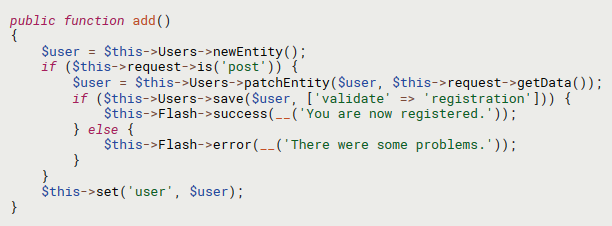 public function add()
{
    $user = $this->Users->newEntity();
    if ($this->request->is('post')) {
        $user = $this->Users->patchEntity($user, $this->request->getData());
        if ($this->Users->save($user, ['validate' => 'registration'])) {
            $this->Flash->success(__('You are now registered.'));
        } else {
            $this->Flash->error(__('There were some problems.'));
        }
    }
    $this->set('user', $user);
}